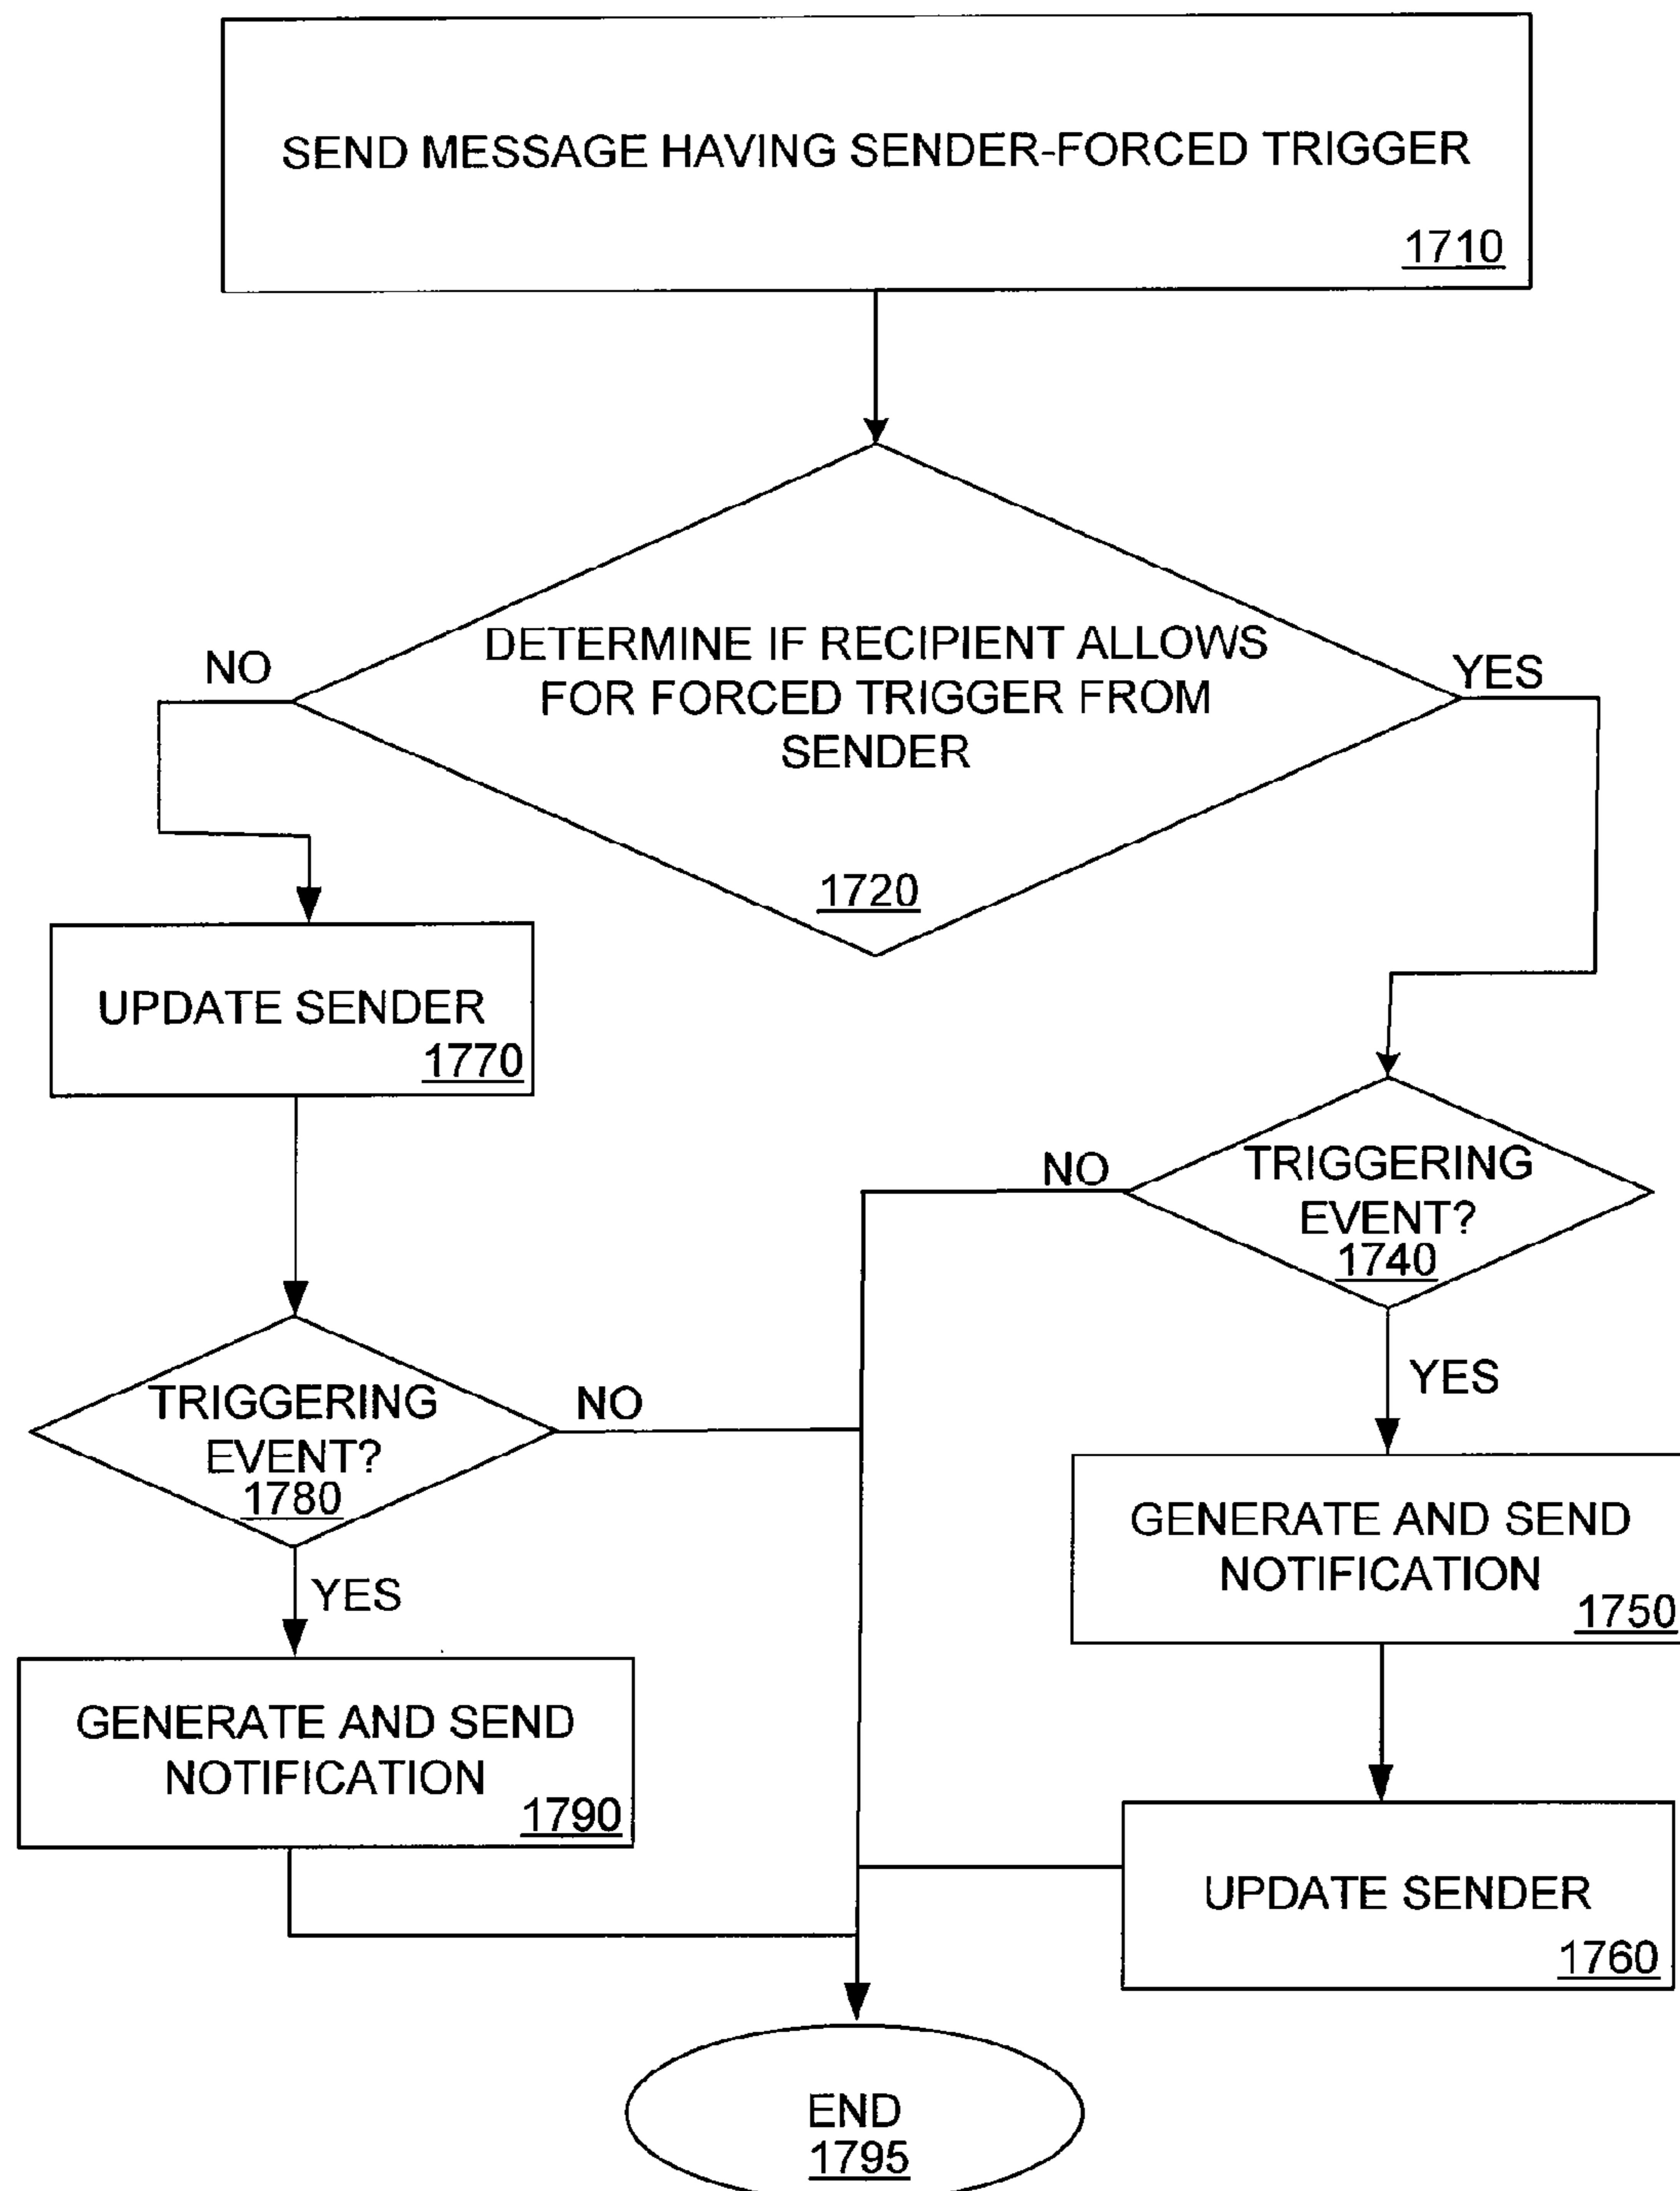 SEND MESSAGE HAVING SENDER-FORCED TRIGGER
1710
DETERMINE IF RECIPIENT ALLOWS
FOR FORCED TRIGGER FROM
SENDER
1720
NO
YES
UPDATE SENDER
1770
TRIGGERING
EVENT?
1740
NO
YES
TRIGGERING
EVENT?
1780
NO
YES
GENERATE AND SEND
NOTIFICATION
1750
GENERATE AND SEND
NOTIFICATION
1790
UPDATE SENDER
1760
END
1795